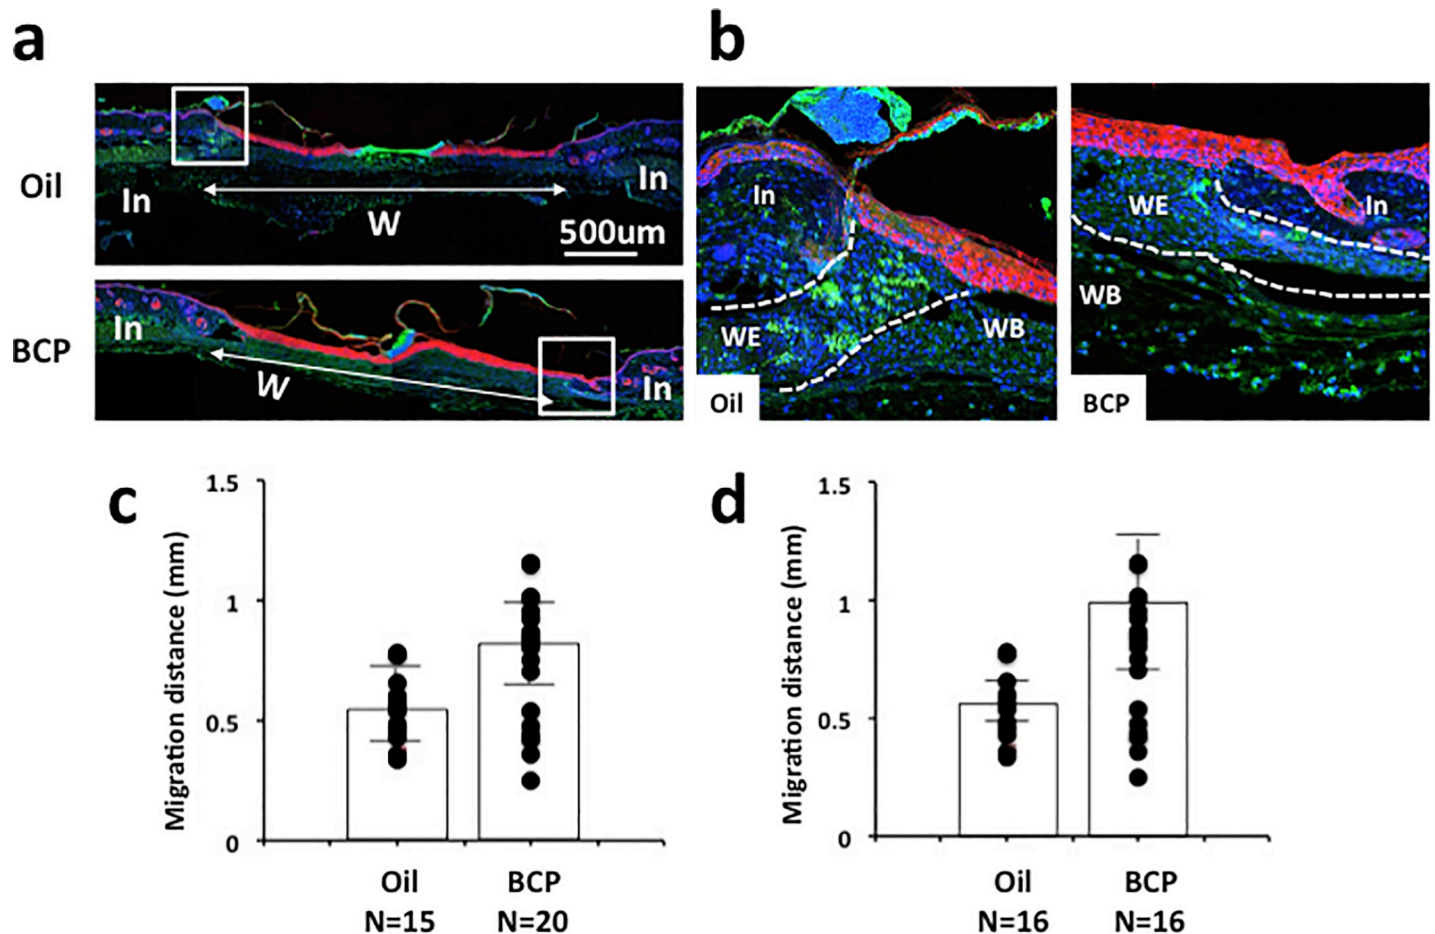 a
Oil
In
W
In
500um
BCP
In
W
In
b
In
WE
WB
Oil
WE
In
WB
BCP
c
Migration distance (mm)
1.5
1
0.5
0
Oil
BCP
N=15
N=20
d
Migration distance (mm)
1.5
1
0.5
0
Oil
BCP
N=16
N=16